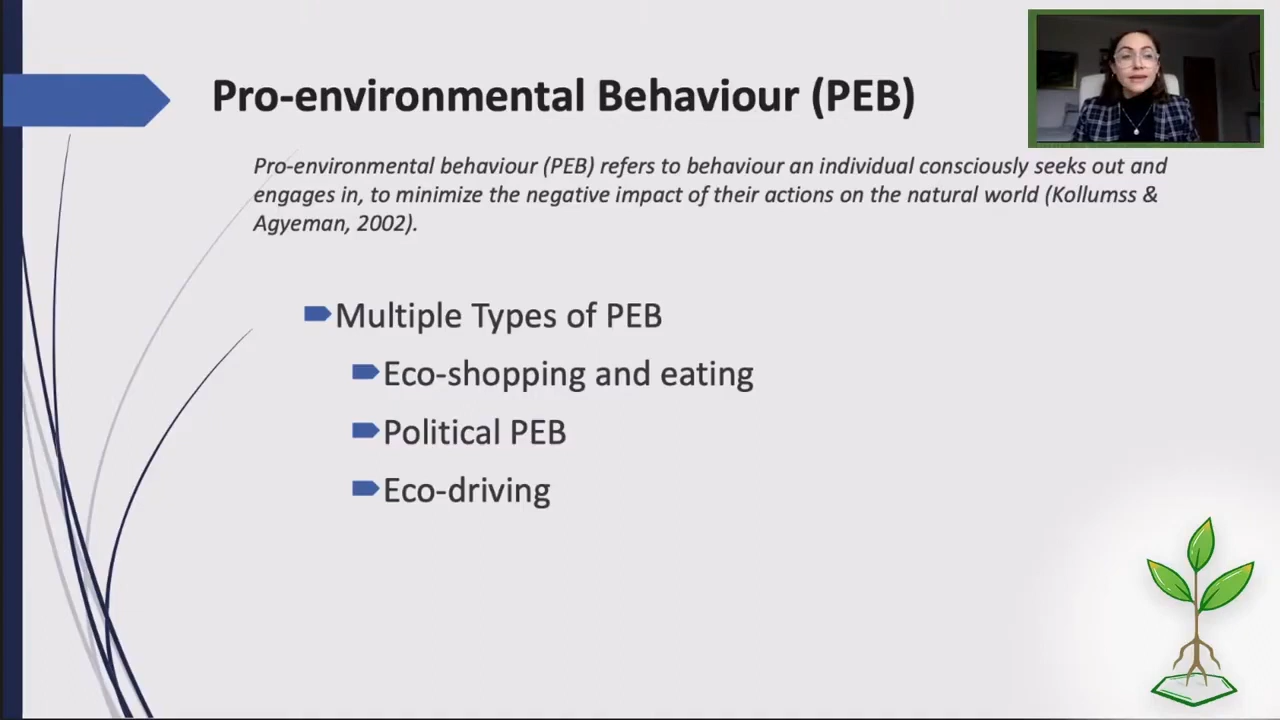 Pro-environmental Behaviour (PEB)
Pro-environmental behaviour (PEB) refers to behaviour an individual consciously seeks out and
engages in, to minimize the negative impact of their actions on the natural world (Kollumss &
Agyeman, 2002).
Multiple Types of PEB
Eco-shopping and eating
Political PEB
Eco-driving